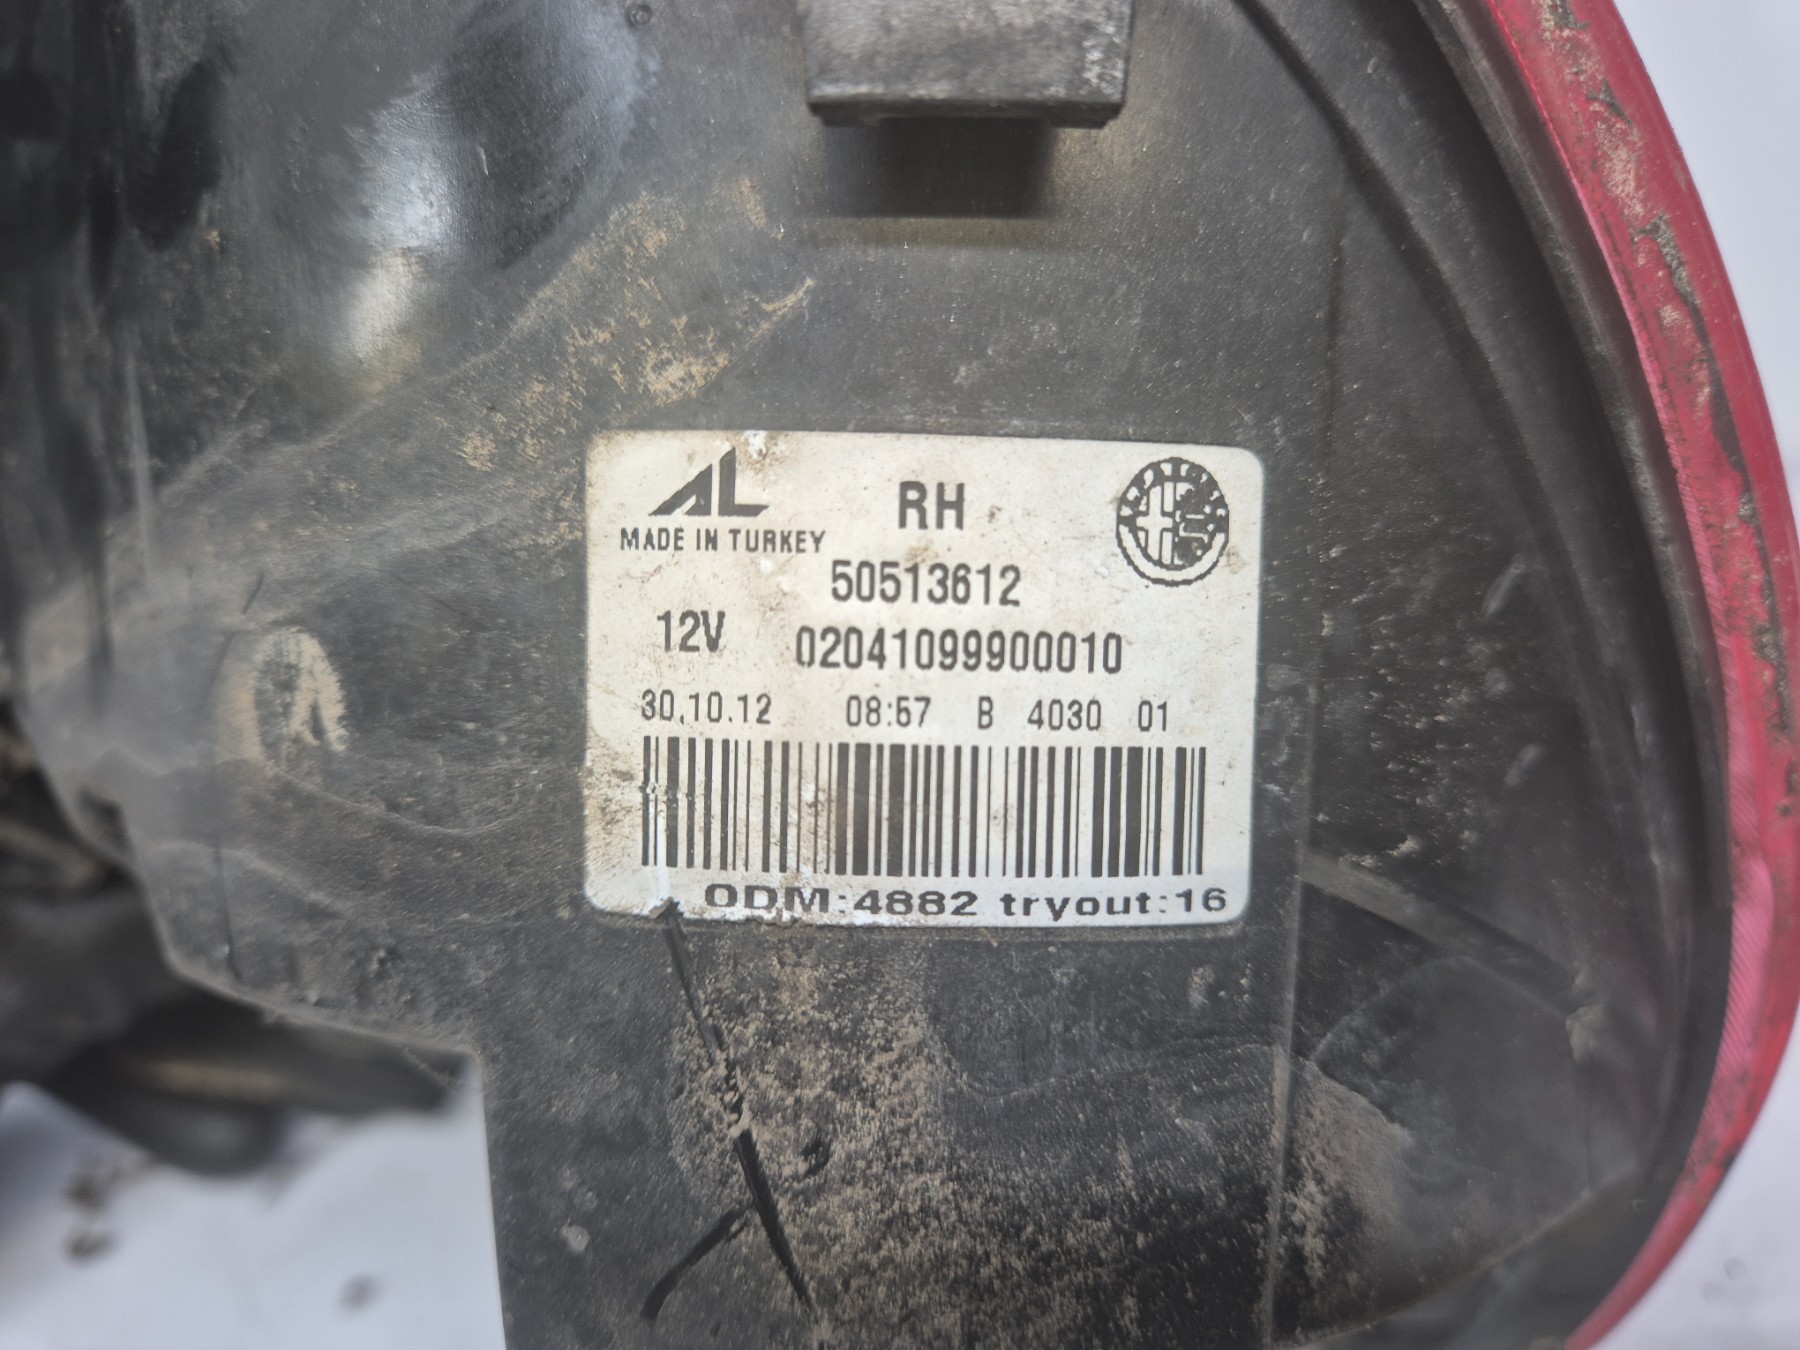 AL RH
MADE IN TURKEY
50513612
12V 02041099900010
30.10.12 08:57 B 4030 01
ODM:4882 tryout:16